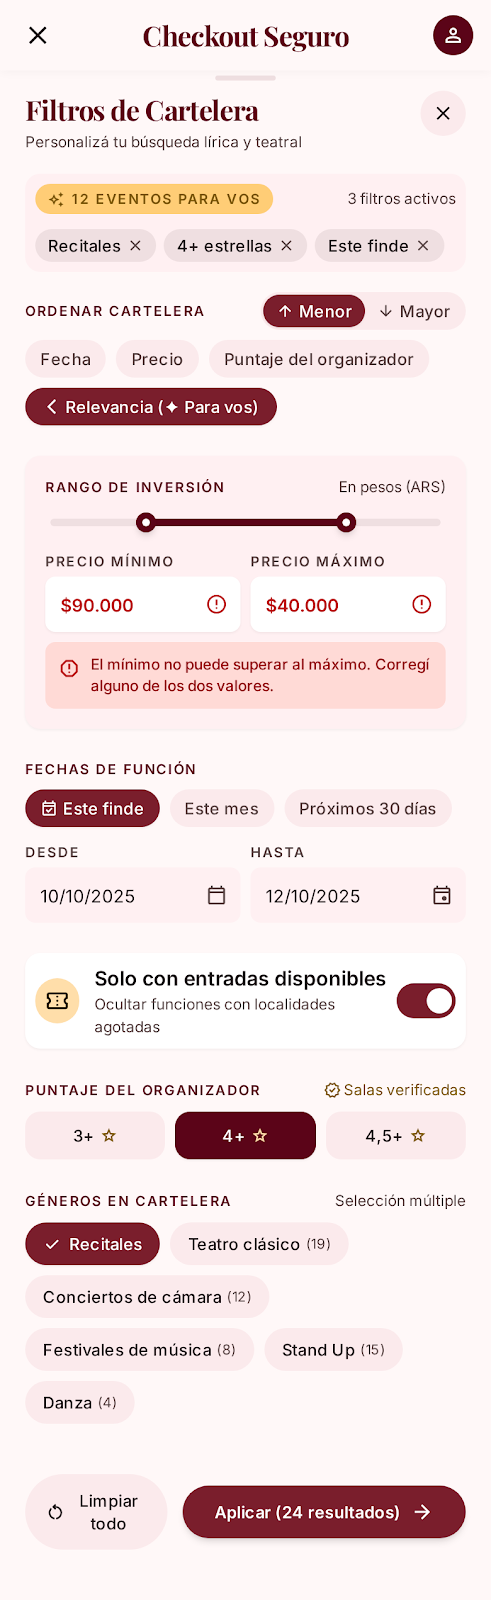 Checkout Seguro
Filtros de Cartelera
Personalizá tu búsqueda lírica y teatral
12 EVENTOS PARA VOS
3 filtros activos
Recitales
4+ estrellas
Este finde
ORDENAR CARTELERA
Menor
Mayor
Fecha
Precio
Puntaje del organizador
Relevancia (✦ Para vos)
RANGO DE INVERSIÓN
En pesos (ARS)
PRECIO MÍNIMO
PRECIO MÁXIMO
$90.000
$40.000
El mínimo no puede superar al máximo. Corregí
alguno de los dos valores.
FECHAS DE FUNCIÓN
Este finde
Este mes
Próximos 30 días
DESDE
HASTA
10/10/2025
12/10/2025
Solo con entradas disponibles
Ocultar funciones con localidades
agotadas
PUNTAJE DEL ORGANIZADOR
Salas verificadas
3+
4+
4,5+
GÉNEROS EN CARTELERA
Selección múltiple
Recitales
Teatro clásico (19)
Conciertos de cámara (12)
Festivales de música (8)
Stand Up (15)
Danza (4)
Limpiar
todo
Aplicar (24 resultados)